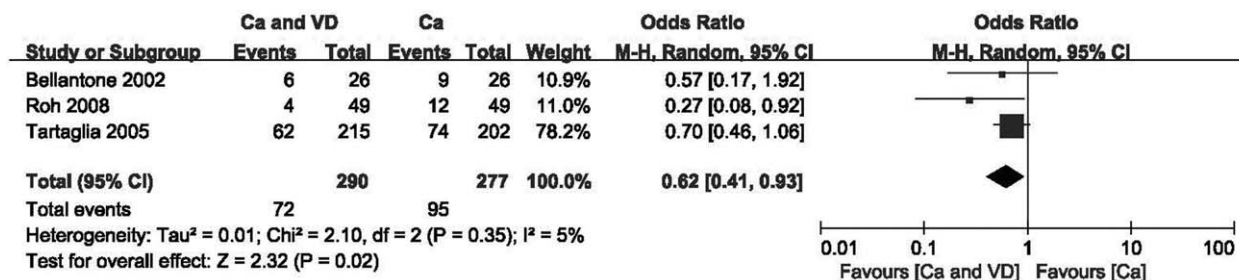 Ca and VD Ca Odds Ratio Odds Ratio
Study or Subgroup Events Total Events Total Weight M-H, Random, 95% CI M-H, Random, 95% CI
Bellantone 2002 6 26 9 26 10.9% 0.57 [0.17, 1.92]
Roh 2008 4 49 12 49 11.0% 0.27 [0.08, 0.92]
Tartaglia 2005 62 215 74 202 78.2% 0.70 [0.46, 1.06]
Total (95% CI) 290 277 100.0% 0.62 [0.41, 0.93]
Total events 72 95
Heterogeneity: Tau² = 0.01; Chi² = 2.10, df = 2 (P = 0.35); I² = 5%
Test for overall effect: Z = 2.32 (P = 0.02)
0.01 0.1 1 10 100
Favours [Ca and VD] Favours [Ca]